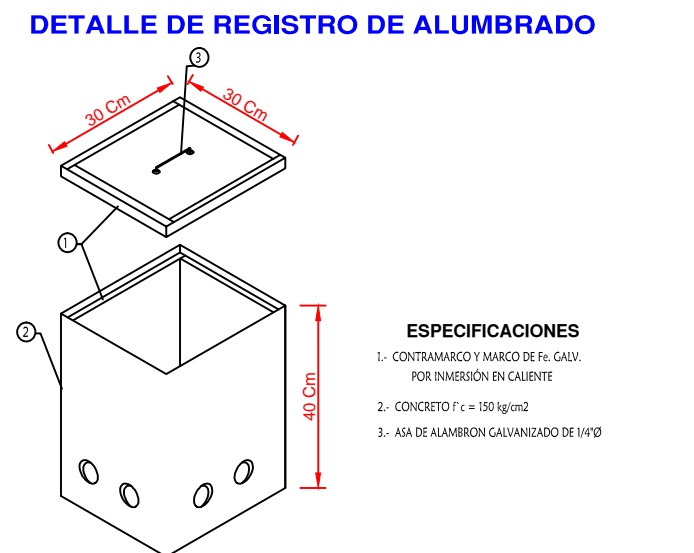 DETALLE DE REGISTRO DE ALUMBRADO
3
30 Cm
30 Cm
1
2
40 Cm
ESPECIFICACIONES
1.- CONTRAMARCO Y MARCO DE Fe. GALV.
POR INMERSIÓN EN CALIENTE
2.- CONCRETO f`c = 150 kg/cm2
3.- ASA DE ALAMBRON GALVANIZADO DE 1/4"Ø